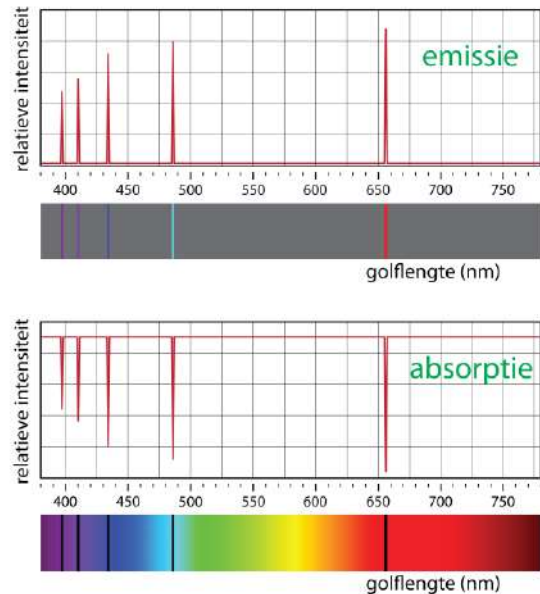 relatieve intensiteit
emissie
400 450 500 550 600 650 700 750
golflengte (nm)
relatieve intensiteit
absorptie
400 450 500 550 600 650 700 750
golflengte (nm)